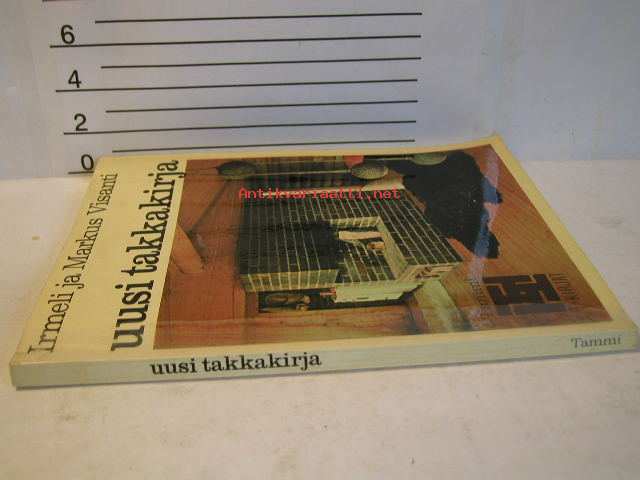 6
4
2
0
Irmeli ja Markus Visanti
uusi takkakirja
Antikvariaatti.net
uusi takkakirja
Tammi